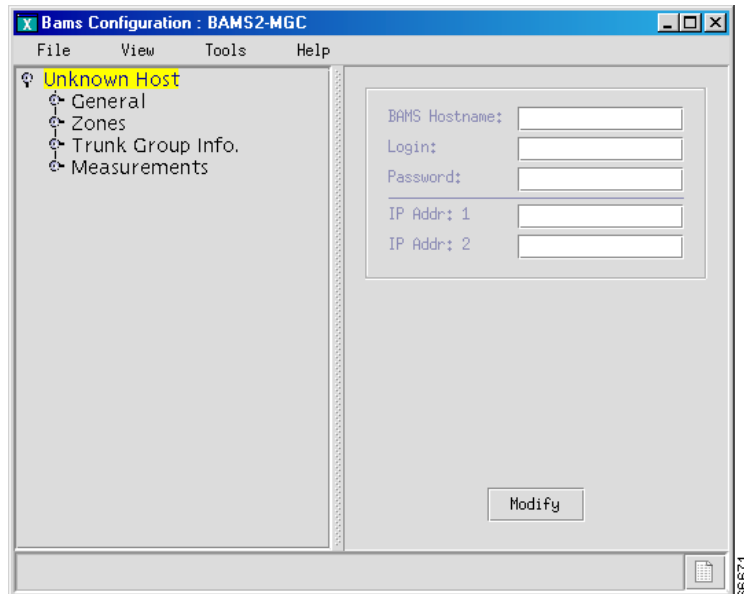 X Bams Configuration : BAMS2-MGC
File View Tools Help
Unknown Host
General
Zones
Trunk Group Info.
Measurements
BAMS Hostname:
Login:
Password:
IP Addr: 1
IP Addr: 2
Modify
66671